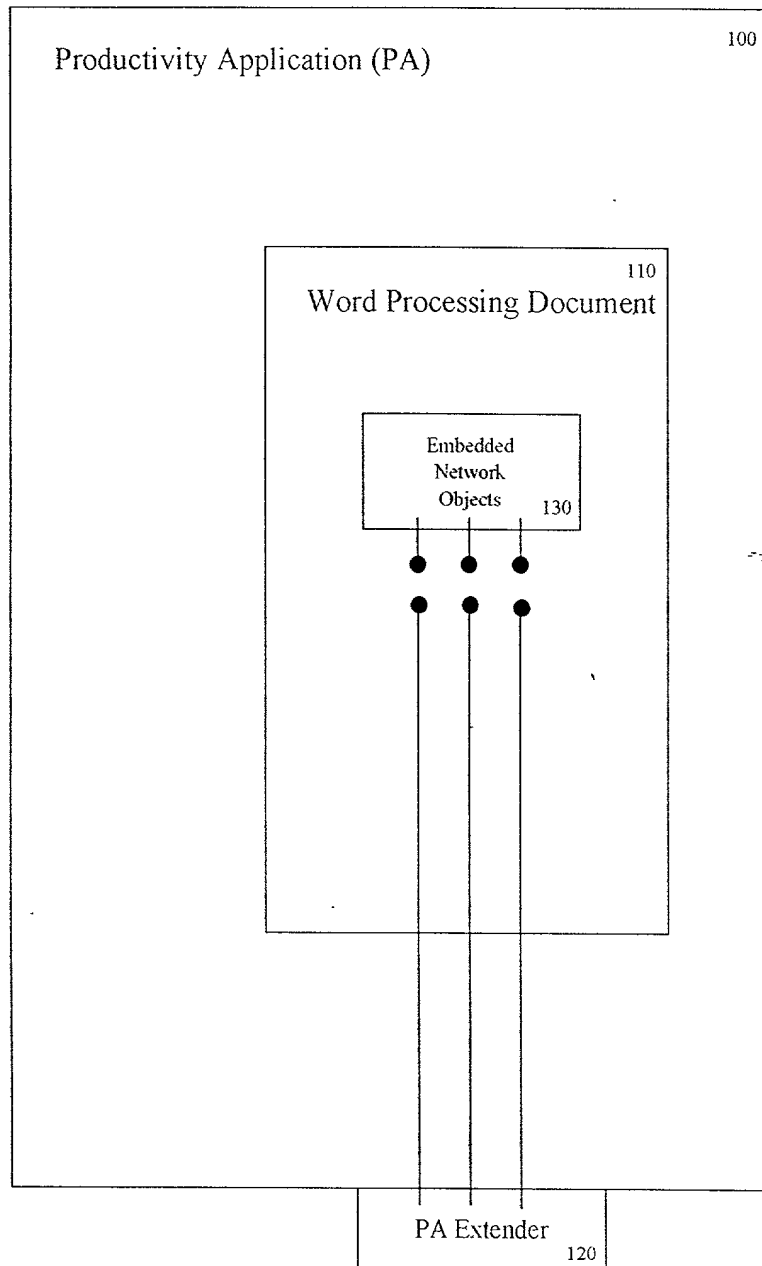 100
Productivity Application (PA)
110
Word Processing Document
Embedded
Network
Objects
130
PA Extender
120